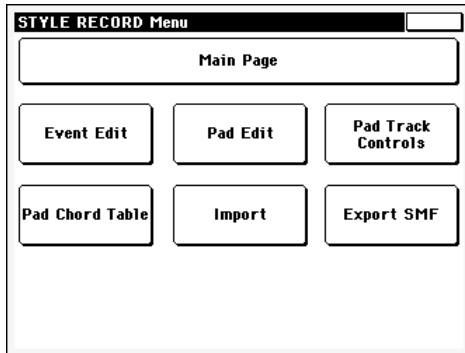 STYLE RECORD Menu
Main Page
Event Edit
Pad Edit
Pad Track
Controls
Pad Chord Table
Import
Export SMF